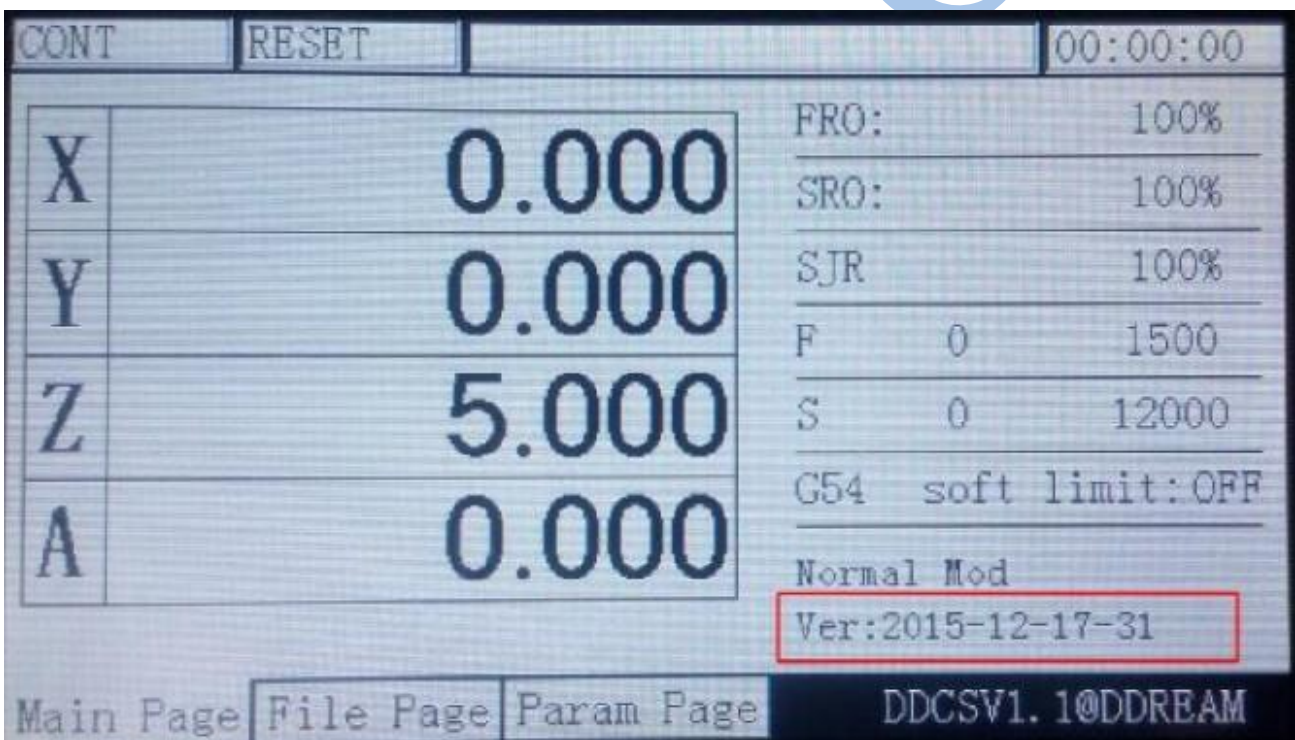 CONT RESET 00:00:00
X 0.000
Y 0.000
Z 5.000
A 0.000
FRO: 100%
SRO: 100%
SJR 100%
F 0 1500
S 0 12000
G54 soft limit:OFF
Normal Mod
Ver:2015-12-17-31
Main Page File Page Param Page DDCSV1.1@DDREAM